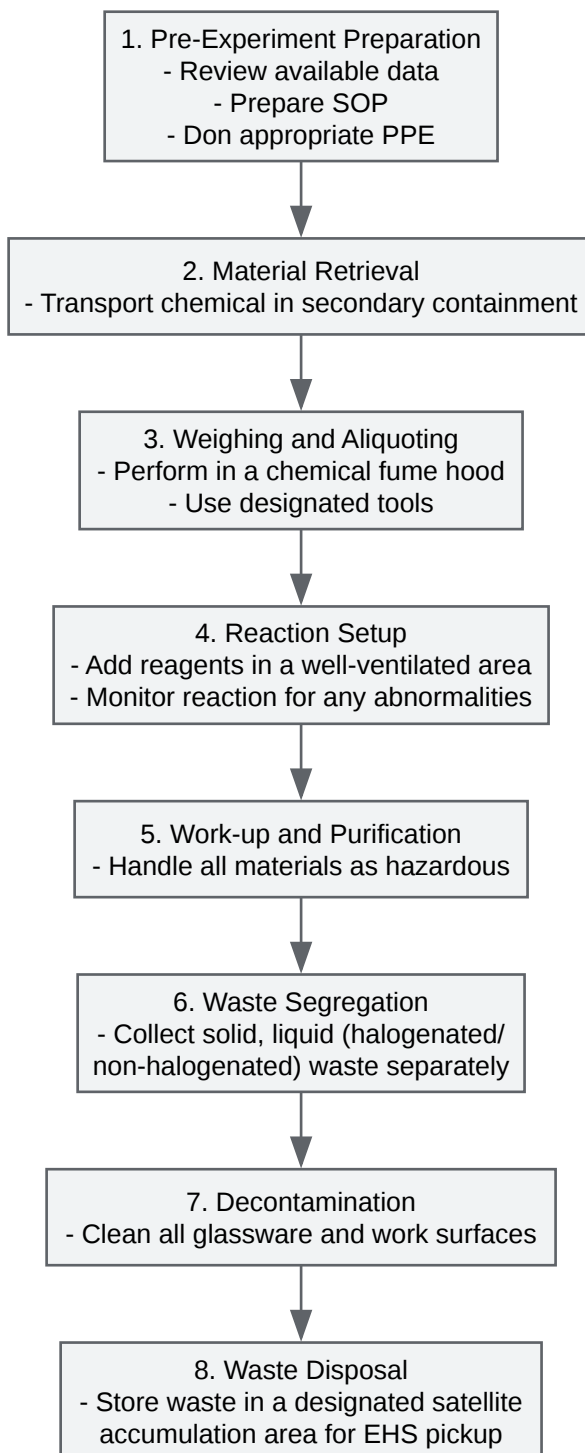 1. Pre-Experiment Preparation
- Review available data
- Prepare SOP
- Don appropriate PPE
2. Material Retrieval
- Transport chemical in secondary containment
3. Weighing and Aliquoting
- Perform in a chemical fume hood
- Use designated tools
4. Reaction Setup
- Add reagents in a well-ventilated area
- Monitor reaction for any abnormalities
5. Work-up and Purification
- Handle all materials as hazardous
6. Waste Segregation
- Collect solid, liquid (halogenated/
non-halogenated) waste separately
7. Decontamination
- Clean all glassware and work surfaces
8. Waste Disposal
- Store waste in a designated satellite
accumulation area for EHS pickup